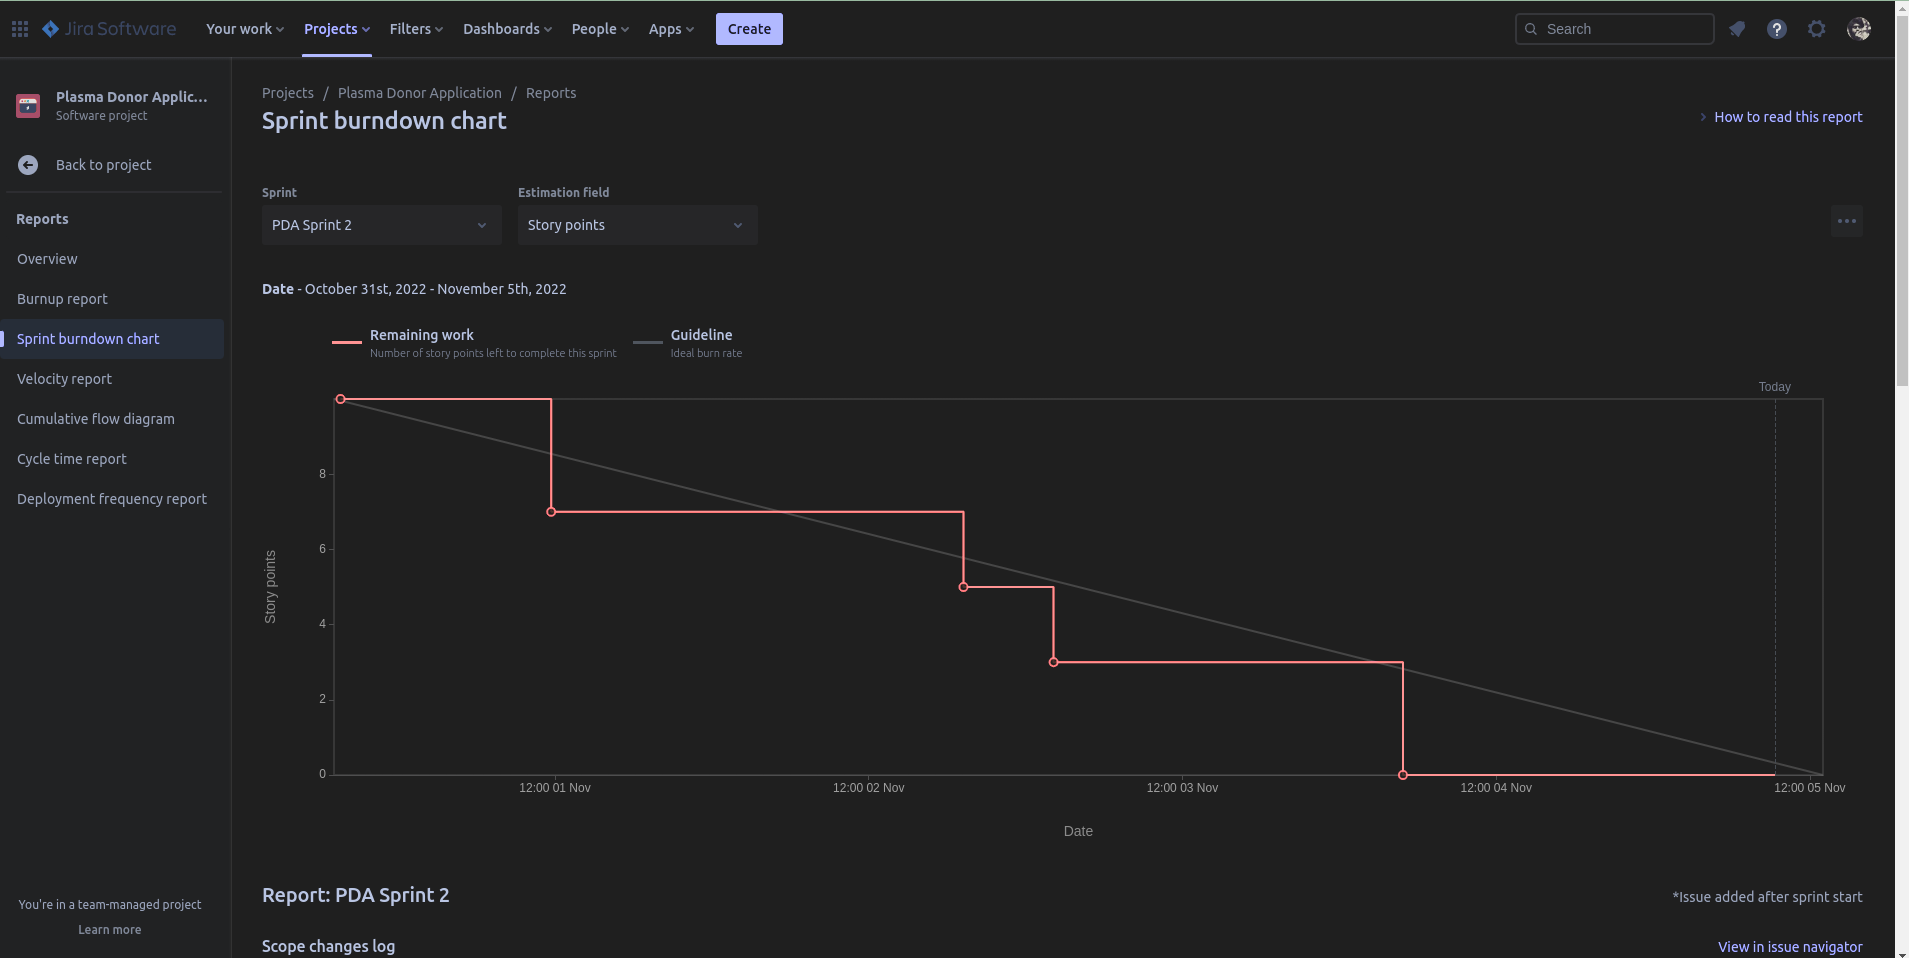 Jira Software
Your work
Projects
Filters
Dashboards
People
Apps
Create
Search
Plasma Donor Applic...
Software project
Back to project
Reports
Overview
Burnup report
Sprint burndown chart
Velocity report
Cumulative flow diagram
Cycle time report
Deployment frequency report
You're in a team-managed project
Learn more
Projects / Plasma Donor Application / Reports
Sprint burndown chart
How to read this report
Sprint
PDA Sprint 2
Estimation field
Story points
Date - October 31st, 2022 - November 5th, 2022
Remaining work
Number of story points left to complete this sprint
Guideline
Ideal burn rate
Today
8
6
4
2
0
Story points
12:00 01 Nov
12:00 02 Nov
12:00 03 Nov
12:00 04 Nov
12:00 05 Nov
Date
Report: PDA Sprint 2
*Issue added after sprint start
Scope changes log
View in issue navigator